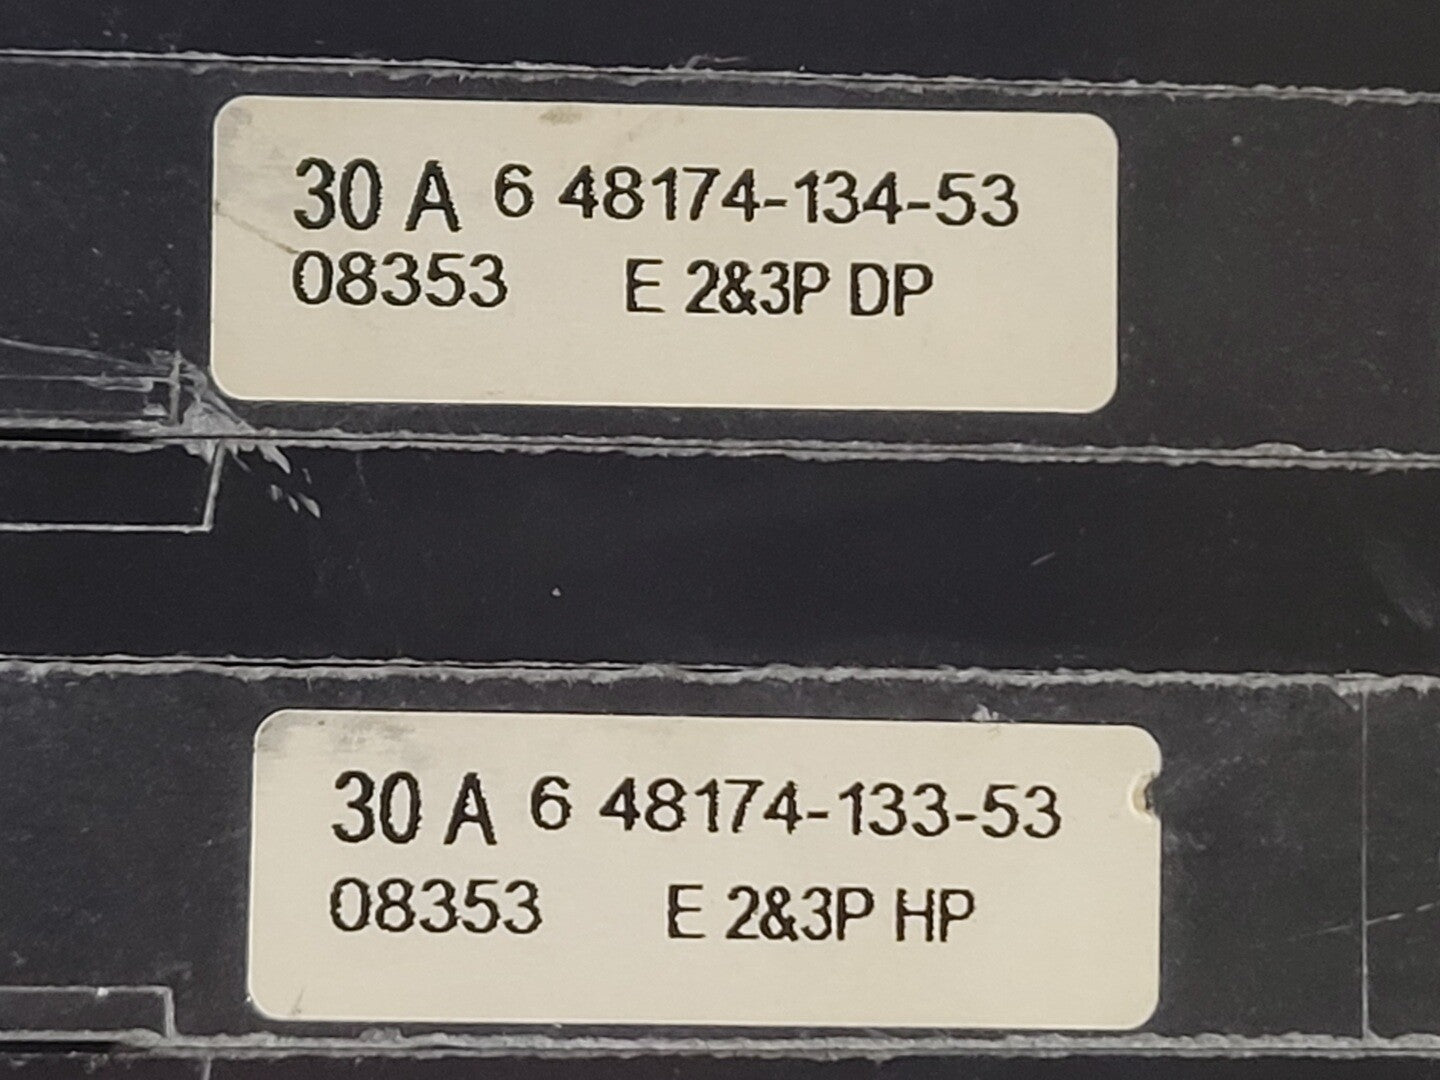 30 A 6 48174-134-53
08353 E 2&3P DP
30 A 6 48174-133-53
08353 E 2&3P HP